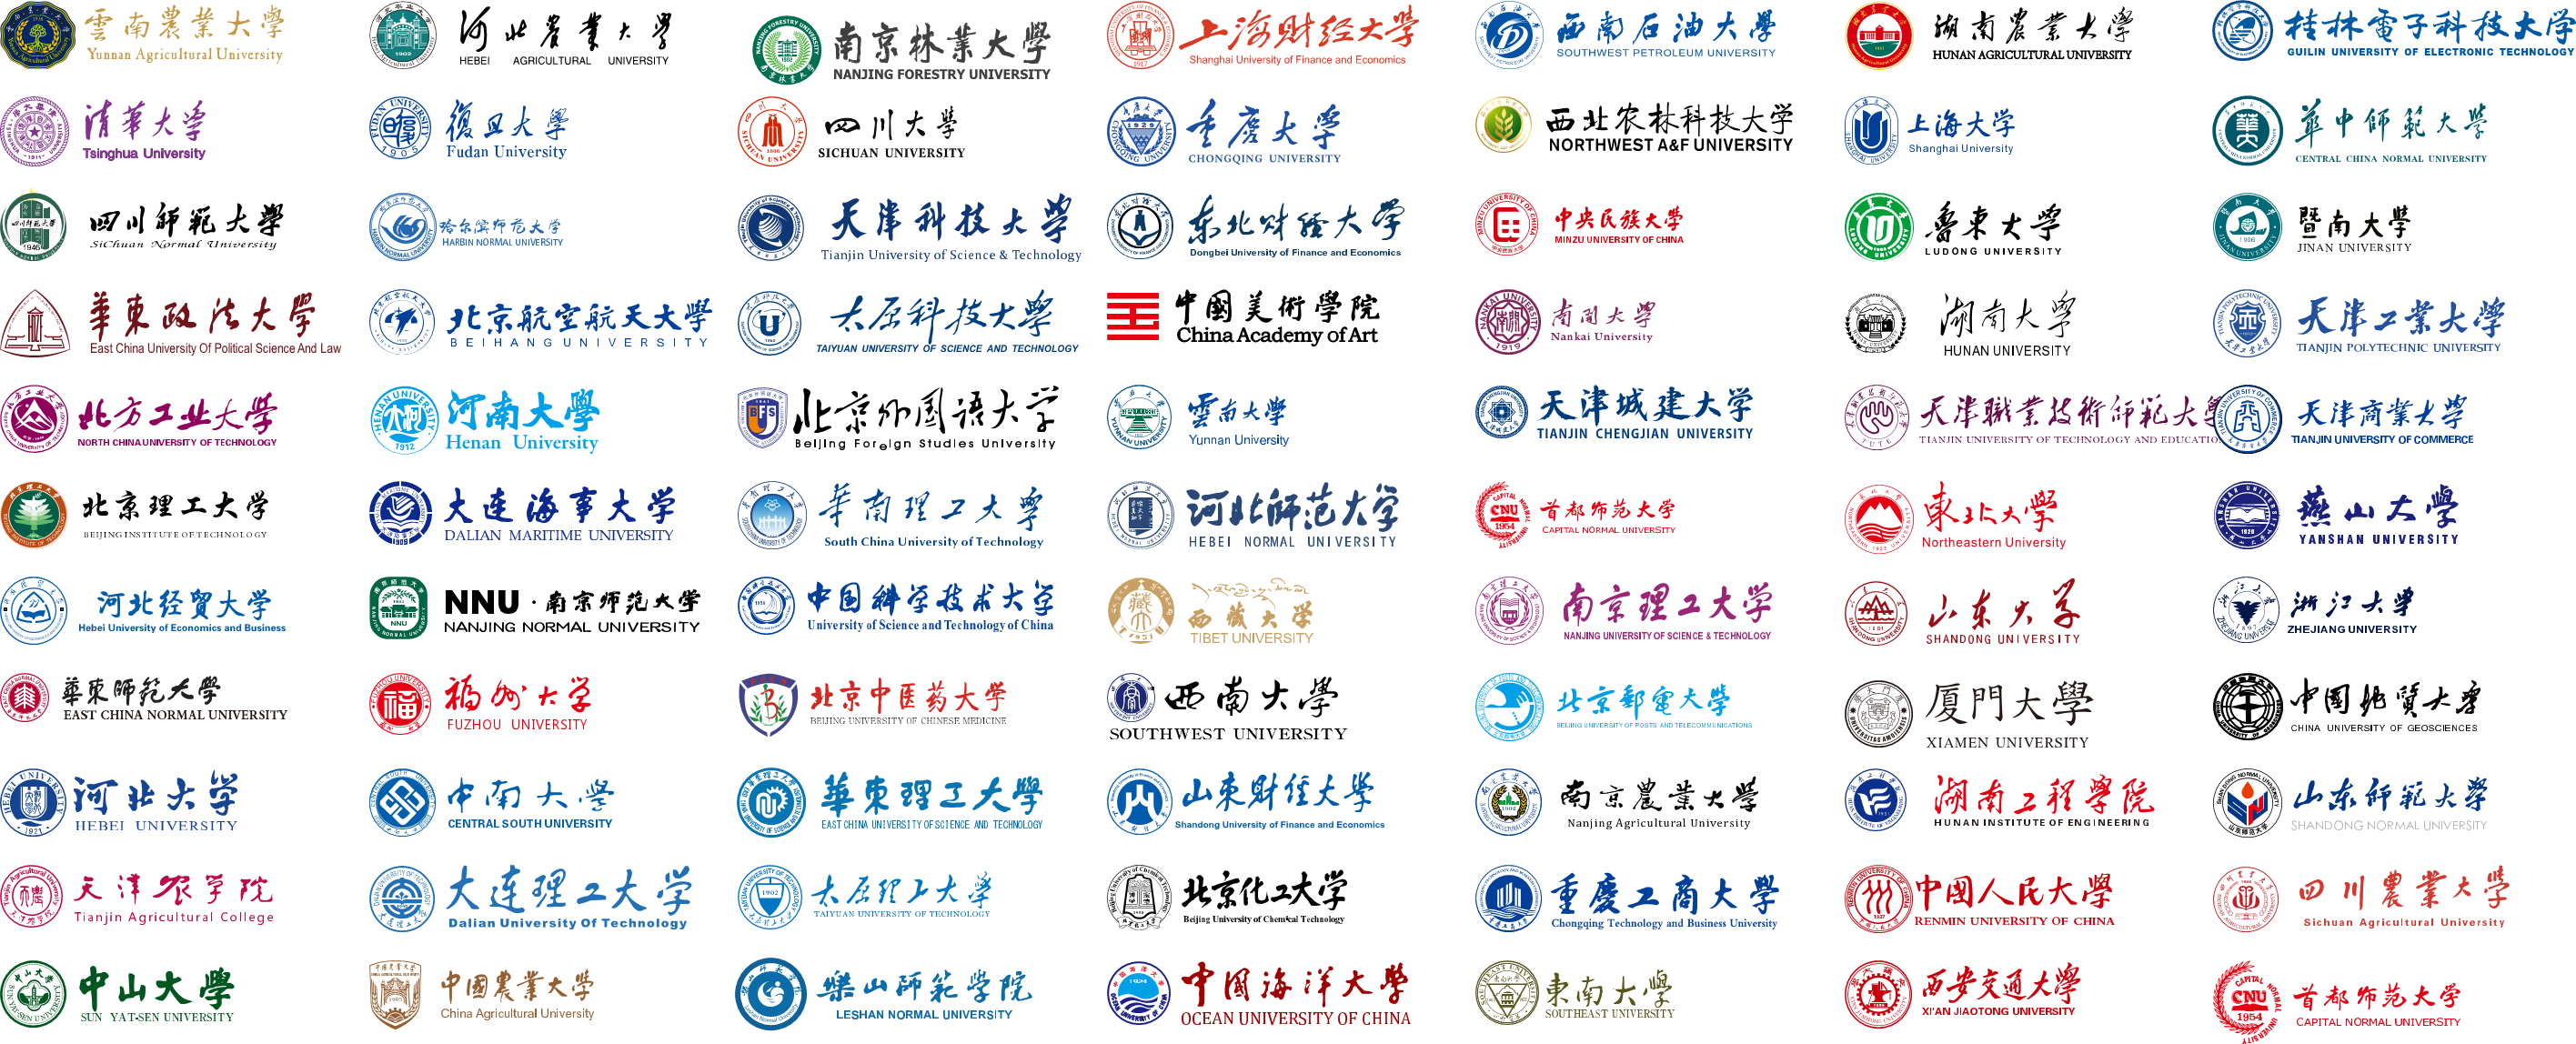 雲南農業大學
Yunnan Agricultural University
河北農業大學
HEBEI AGRICULTURAL UNIVERSITY
南京林業大學
NANJING FORESTRY UNIVERSITY
上海财经大學
Shanghai University of Finance and Economics
西南石油大學
SOUTHWEST PETROLEUM UNIVERSITY
湖南農業大學
HUNAN AGRICULTURAL UNIVERSITY
桂林電子科技大学
GUILIN UNIVERSITY OF ELECTRONIC TECHNOLOGY
清華大学
Tsinghua University
FUDAN UNIVERSITY
1905
復旦大學
Fudan University
四川大學
SICHUAN UNIVERSITY
重慶大學
CHONGQING UNIVERSITY
西北农林科技大学
NORTHWEST A&F UNIVERSITY
上海大学
Shanghai University
華中師範大學
CENTRAL CHINA NORMAL UNIVERSITY
四川師範大學
SiChuan Normal University
哈尔滨师范大学
HARBIN NORMAL UNIVERSITY
天津科技大学
Tianjin University of Science & Technology
东北财经大学
Dongbei University of Finance and Economics
中央民族大学
MINZU UNIVERSITY OF CHINA
魯東大學
LUDONG UNIVERSITY
暨南大學
JINAN UNIVERSITY
華東政法大學
East China University Of Political Science And Law
北京航空航天大學
BEIHANG UNIVERSITY
太原科技大學
TAIYUAN UNIVERSITY OF SCIENCE AND TECHNOLOGY
中國美術學院
China Academy of Art
南開大學
Nankai University
湖南大學
HUNAN UNIVERSITY
天津工業大學
TIANJIN POLYTECHNIC UNIVERSITY
北方工业大学
NORTH CHINA UNIVERSITY OF TECHNOLOGY
HENAN UNIVERSITY
1912
河南大學
Henan University
BFS
北京外国语大学
Beijing Foreign Studies University
雲南大學
Yunnan University
天津城建大学
TIANJIN CHENGJIAN UNIVERSITY
天津職業技術師範大學
TIANJIN UNIVERSITY OF TECHNOLOGY AND EDUCATIO
天津商業大学
TIANJIN UNIVERSITY OF COMMERCE
北京理工大学
BEIJING INSTITUTE OF TECHNOLOGY
大连海事大学
DALIAN MARITIME UNIVERSITY
華南理工大學
South China University of Technology
河北师范大学
HEBEI NORMAL UNIVERSITY
CNU
1954
首都师范大学
CAPITAL NORMAL UNIVERSITY
東北大學
Northeastern University
燕山大學
YANSHAN UNIVERSITY
河北经贸大学
Hebei University of Economics and Business
NNU·南京师范大學
NANJING NORMAL UNIVERSITY
中国科学技术大学
University of Science and Technology of China
西藏大学
TIBET UNIVERSITY
南京理工大学
NANJING UNIVERSITY OF SCIENCE & TECHNOLOGY
山东大学
SHANDONG UNIVERSITY
浙江大學
ZHEJIANG UNIVERSITY
華東师范大學
EAST CHINA NORMAL UNIVERSITY
福州大学
FUZHOU UNIVERSITY
北京中医药大学
BEIJING UNIVERSITY OF CHINESE MEDICINE
西南大學
SOUTHWEST UNIVERSITY
北京郵電大學
BEIJING UNIVERSITY OF POSTS AND TELECOMMUNICATIONS
厦門大學
XIAMEN UNIVERSITY
中国地質大学
CHINA UNIVERSITY OF GEOSCIENCES
河北大学
HEBEI UNIVERSITY
中南大学
CENTRAL SOUTH UNIVERSITY
華東理工大學
EAST CHINA UNIVERSITY OF SCIENCE AND TECHNOLOGY
山東財經大學
Shandong University of Finance and Economics
南京農業大學
Nanjing Agricultural University
湖南工程學院
HUNAN INSTITUTE OF ENGINEERING
山东师範大學
SHANDONG NORMAL UNIVERSITY
天津农学院
Tianjin Agricultural College
大连理工大学
Dalian University Of Technology
太原理工大學
TAIYUAN UNIVERSITY OF TECHNOLOGY
北京化工大学
Beijing University of Chemical Technology
重慶工商大學
Chongqing Technology and Business University
中國人民大學
RENMIN UNIVERSITY OF CHINA
四川農業大學
Sichuan Agricultural University
中山大學
SUN YAT-SEN UNIVERSITY
中國農業大學
China Agricultural University
樂山師範學院
LESHAN NORMAL UNIVERSITY
中国海洋大學
OCEAN UNIVERSITY OF CHINA
東南大學
SOUTHEAST UNIVERSITY
西安交通大學
XI'AN JIAOTONG UNIVERSITY
CAPITAL NORMAL UNIVERSITY
CNU
1954
首都师范大学
CAPITAL NORMAL UNIVERSITY